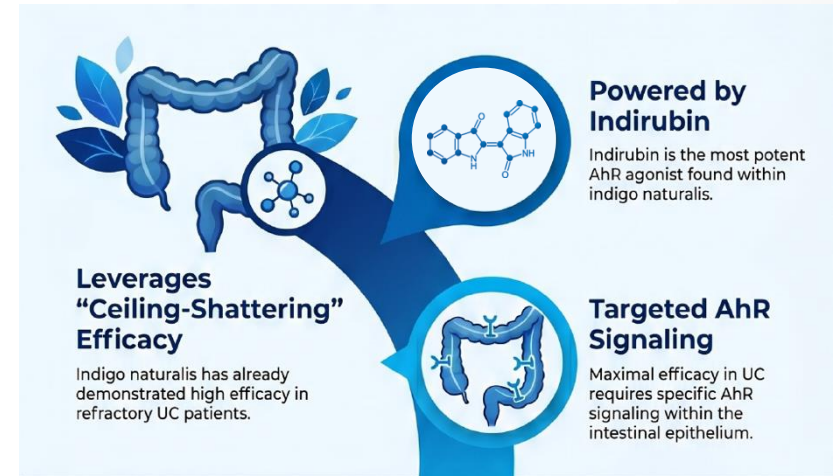 Powered by
Indirubin
Indirubin is the most potent
AhR agonist found within
indigo naturalis.
O
N
H
NH
O
Leverages
“Ceiling-Shattering”
Efficacy
Indigo naturalis has already
demonstrated high efficacy in
refractory UC patients.
Targeted AhR
Signaling
Maximal efficacy in UC
requires specific AhR
signaling within the
intestinal epithelium.